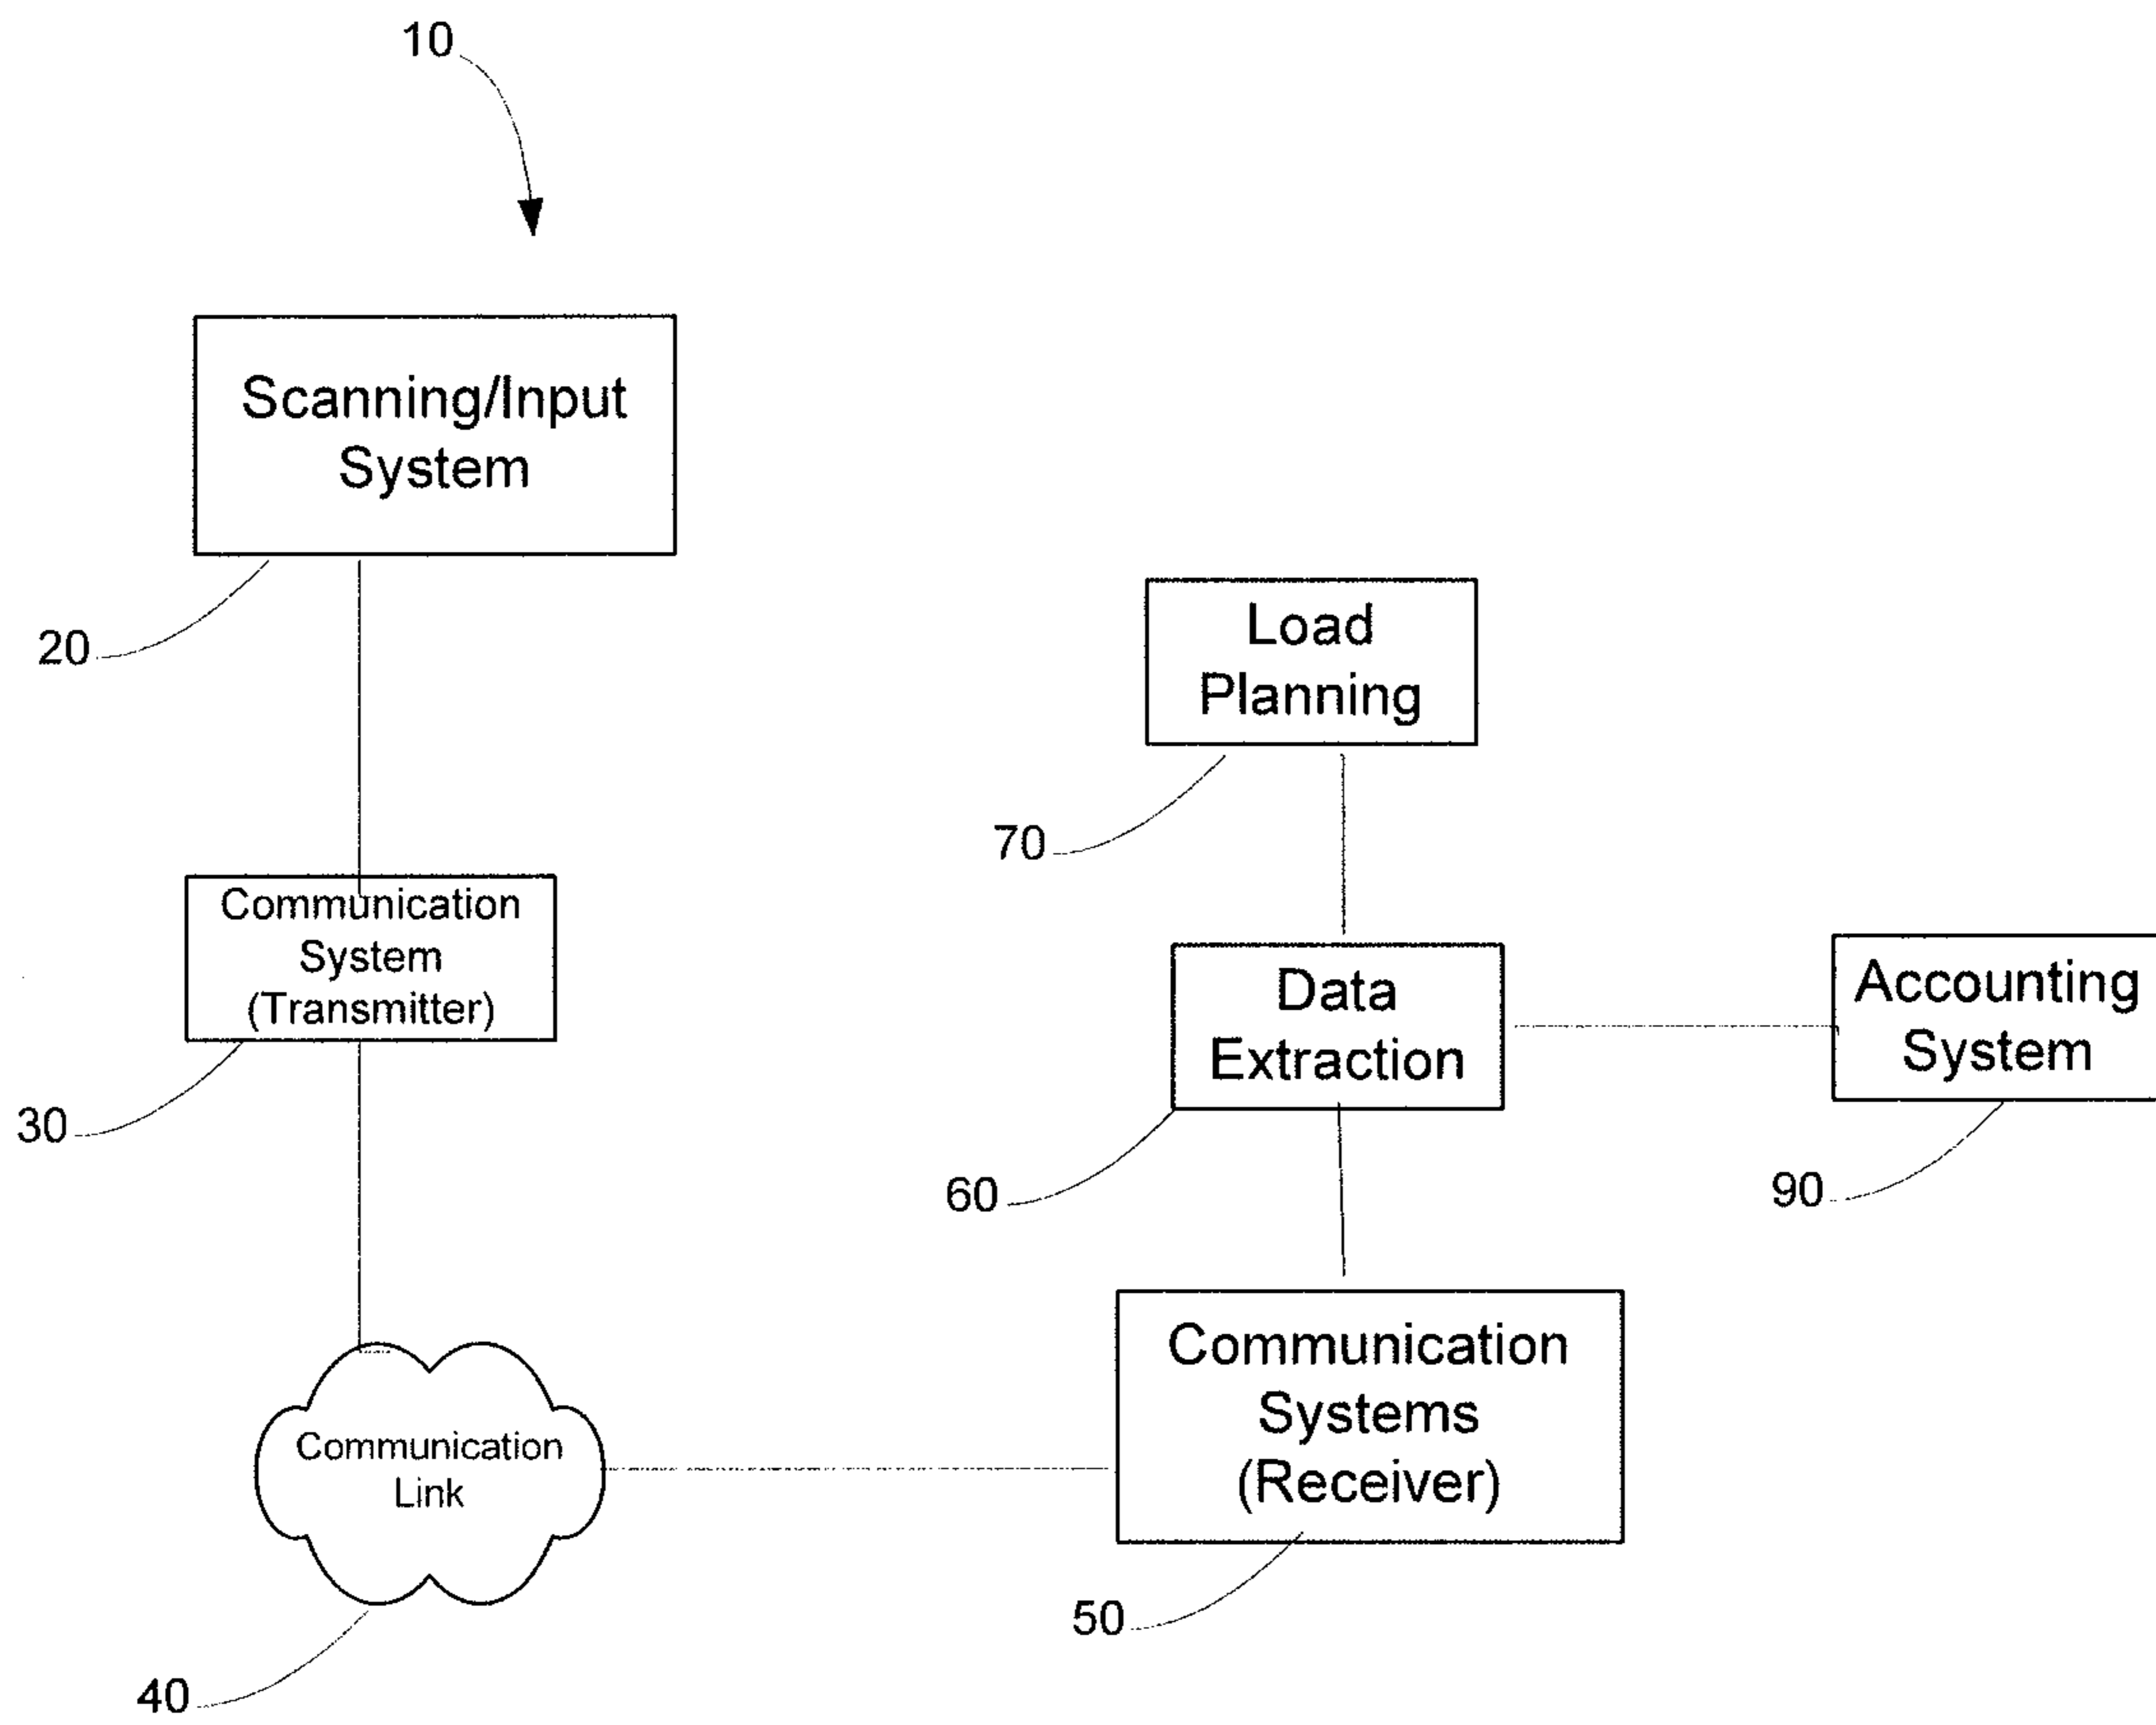 10
Scanning/Input
System
20
Load
Planning
70
Communication
System
(Transmitter)
30
Data
Extraction
60
Accounting
System
90
Communication
Systems
(Receiver)
50
Communication
Link
40